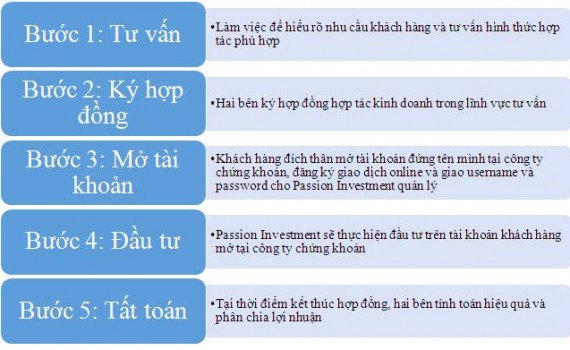 Bước 1: Tư vấn
•Làm việc để hiểu rõ nhu cầu khách hàng và tư vấn hình thức hợp
tác phù hợp
Bước 2: Ký hợp
đồng
•Hai bên ký hợp đồng hợp tác kinh doanh trong lĩnh vực tư vấn
Bước 3: Mở tài
khoản
•Khách hàng đích thân mở tài khoản đứng tên mình tại công ty
chứng khoán, đăng ký giao dịch online và giao username và
password cho Passion Investment quản lý
Bước 4: Đầu tư
•Passion Investment sẽ thực hiện đầu tư trên tài khoản khách hàng
mở tại công ty chứng khoán
Bước 5: Tất toán
•Tại thời điểm kết thúc hợp đồng, hai bên tính toán hiệu quả và
phân chia lợi nhuận